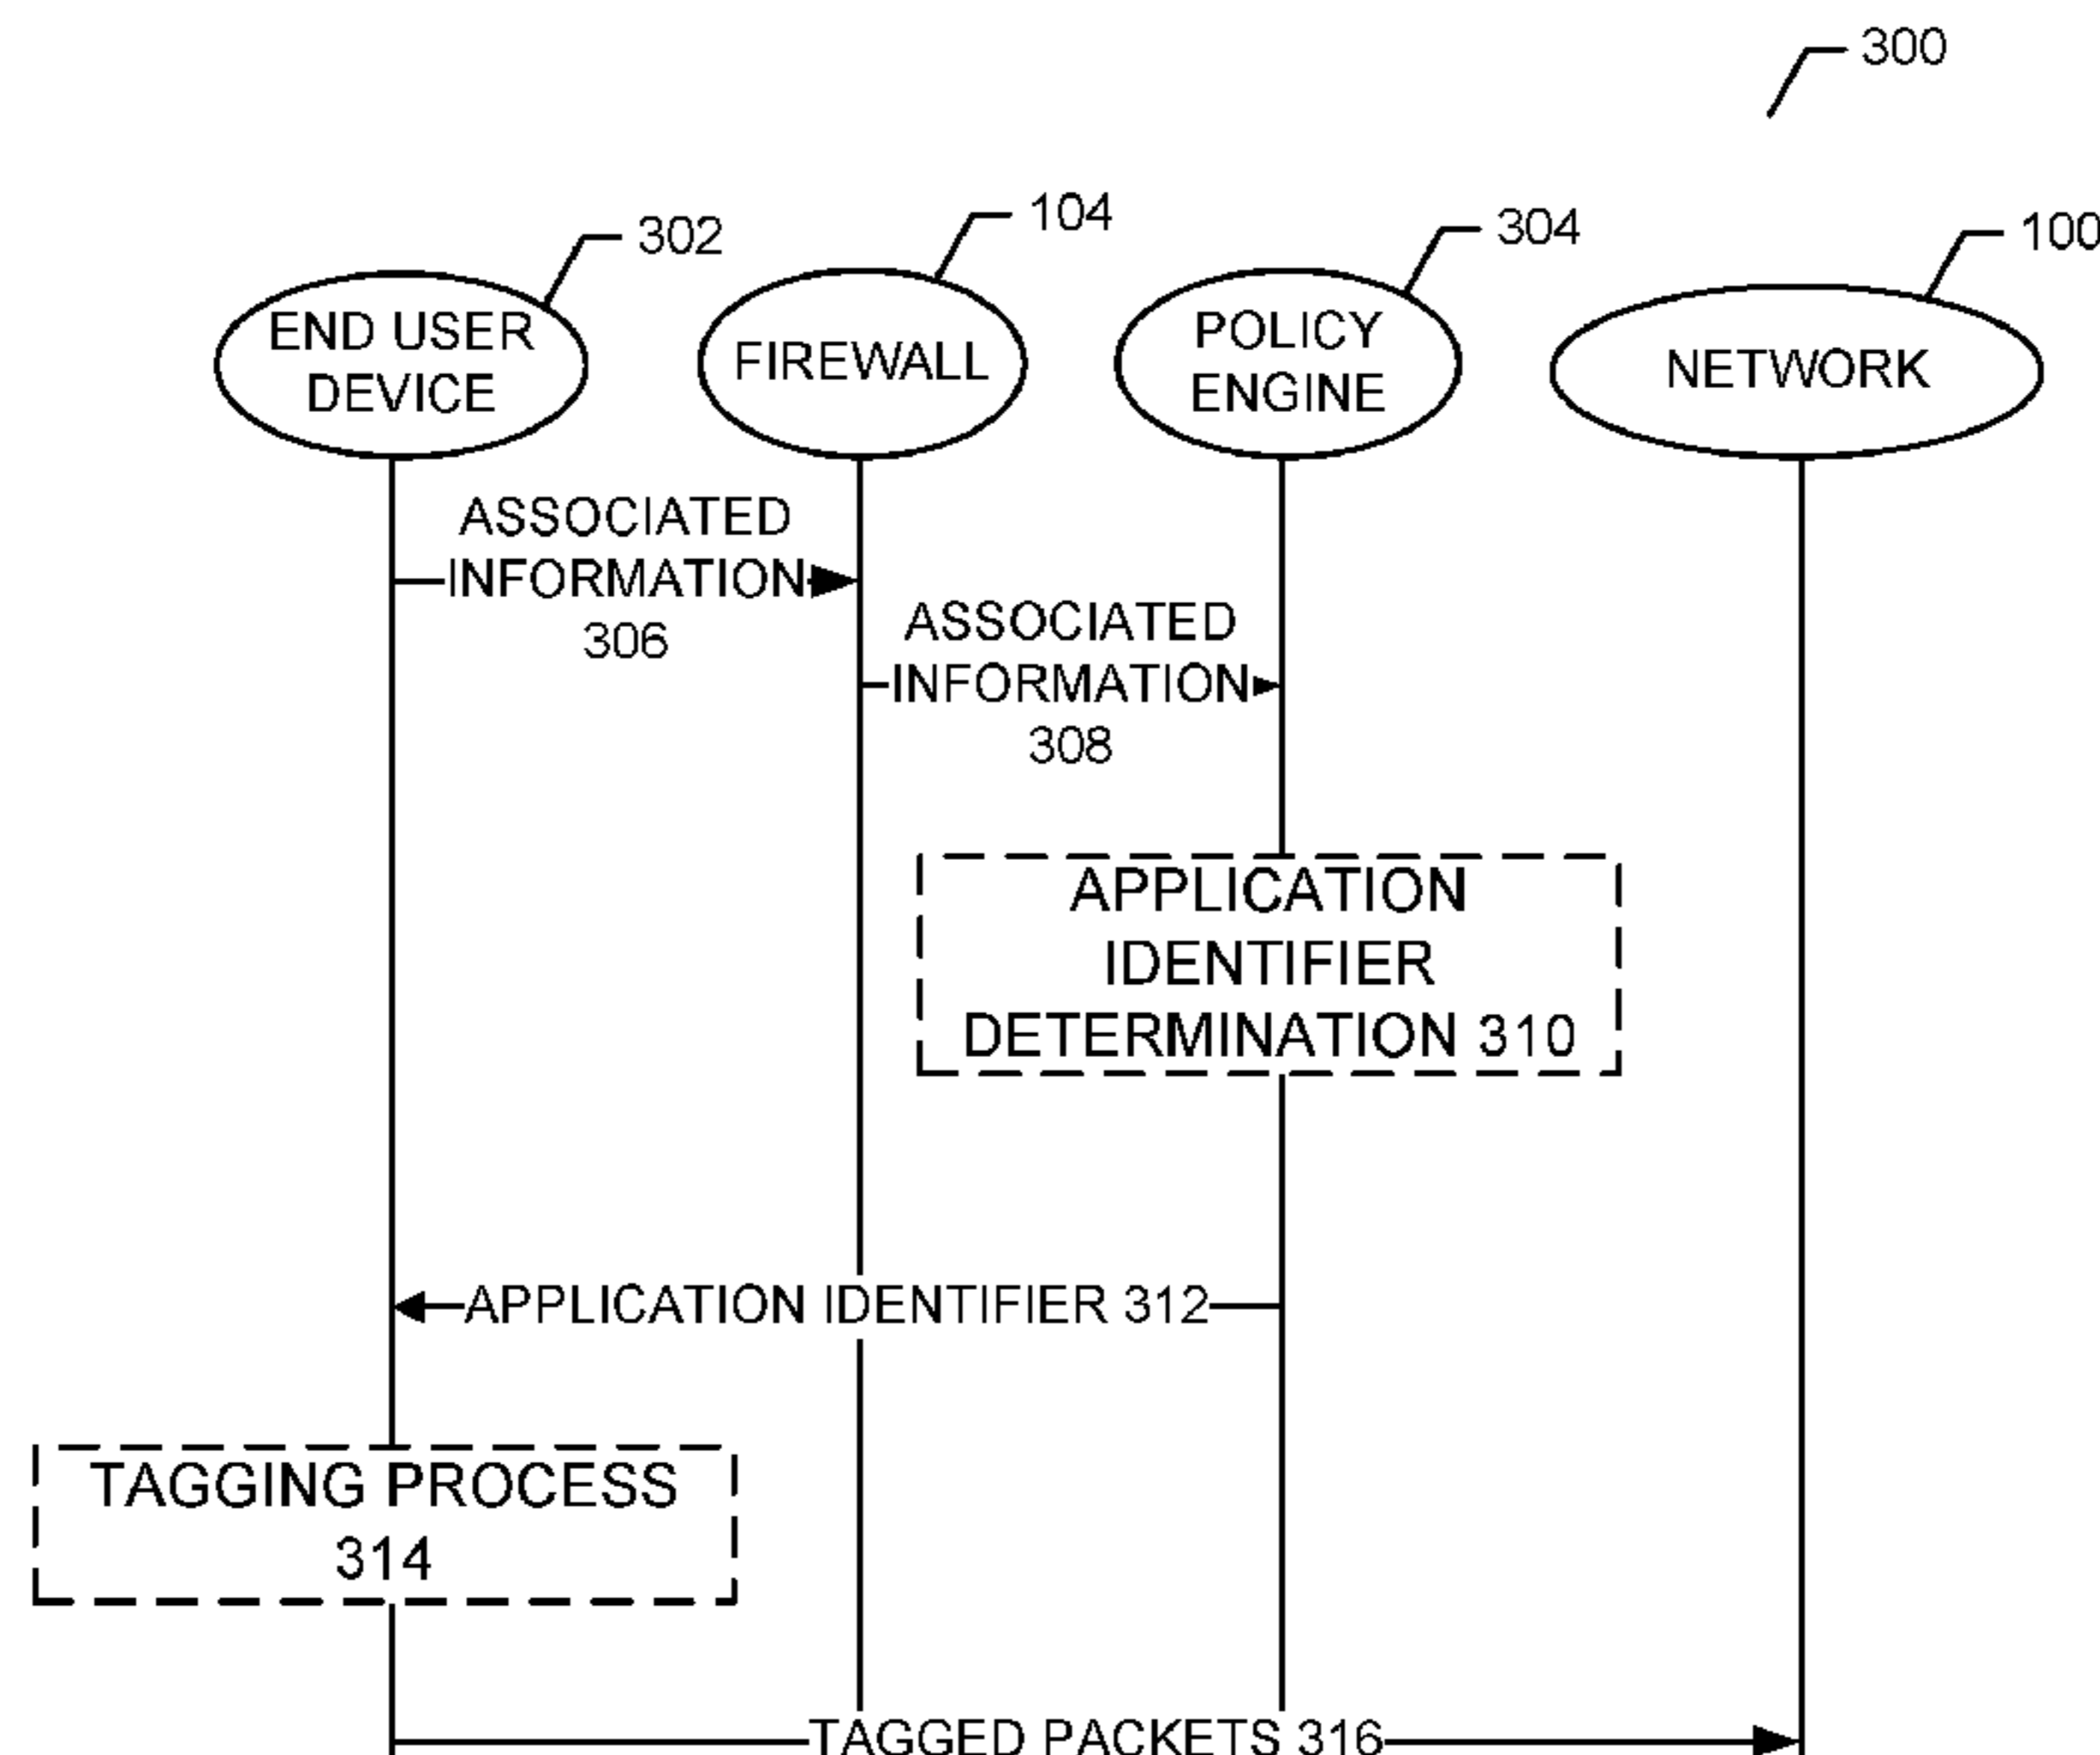 300
302
104
304
100
END USER
DEVICE
FIREWALL
POLICY
ENGINE
NETWORK
ASSOCIATED
INFORMATION
306
ASSOCIATED
INFORMATION
308
APPLICATION
IDENTIFIER
DETERMINATION 310
APPLICATION IDENTIFIER 312
TAGGING PROCESS
314
TAGGED PACKETS 316